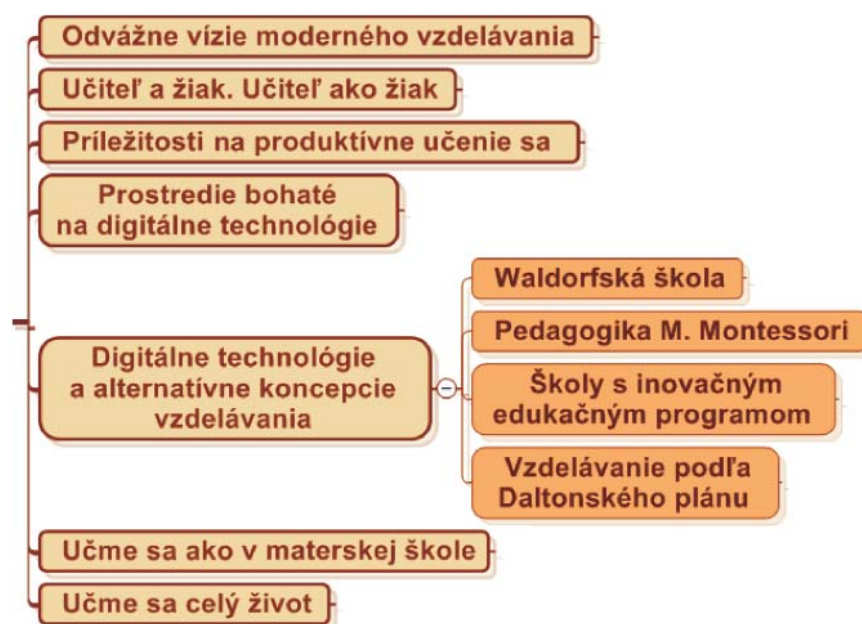 Odvážne vízie moderného vzdelávania
Učiteľ a žiak. Učiteľ ako žiak
Príležitosti na produktívne učenie sa
Prostredie bohaté
na digitálne technológie
Digitálne technológie
a alternatívne koncepcie
vzdelávania
Waldorfská škola
Pedagogika M. Montessori
Školy s inovačným
edukačným programom
Vzdelávanie podľa
Daltonského plánu
Učme sa ako v materskej škole
Učme sa celý život